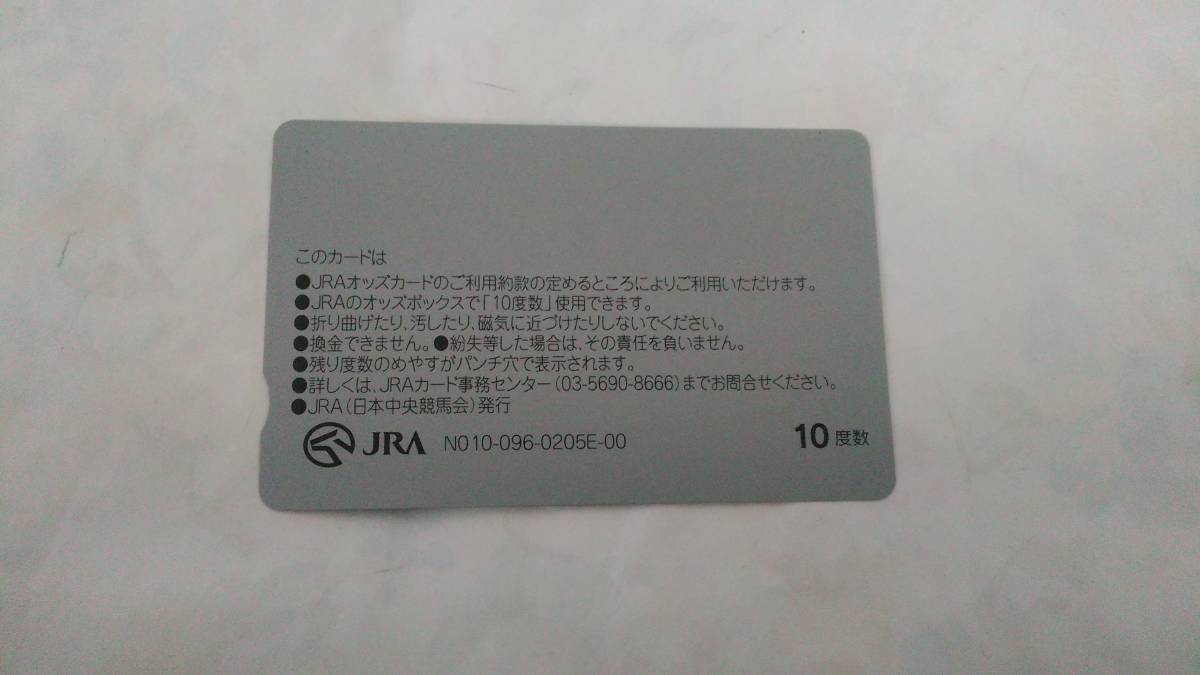 このカードは
●JRAオッズカードのご利用約款の定めるところによりご利用いただけます。
●JRAのオッズボックスで「10度数」使用できます。
●折り曲げたり、汚したり、磁気に近づけたりしないでください。
●換金できません。●紛失等した場合は、その責任を負いません。
●残り度数のめやすがパンチ穴で表示されます。
●詳しくは、JRAカード事務センター(03-5690-8666)までお問合せください。
●JRA(日本中央競馬会)発行
JRA N010-096-0205E-00 10度数